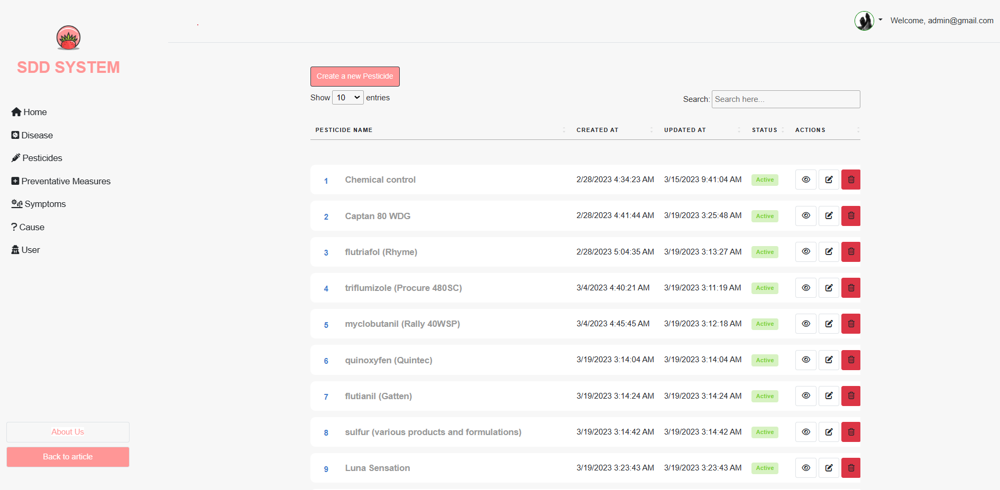 SDD SYSTEM
Home
Disease
Pesticides
Preventative Measures
Symptoms
Cause
User
About Us
Back to article
Welcome, admin@gmail.com
Create a new Pesticide
Show 10 entries
Search: Search here...
PESTICIDE NAME CREATED AT UPDATED AT STATUS ACTIONS
1 Chemical control 2/28/2023 4:34:23 AM 3/15/2023 9:41:04 AM Active
2 Captan 80 WDG 2/28/2023 4:41:44 AM 3/19/2023 3:25:48 AM Active
3 flutriafol (Rhyme) 2/28/2023 5:04:35 AM 3/19/2023 3:13:27 AM Active
4 triflumizole (Procure 480SC) 3/4/2023 4:40:21 AM 3/19/2023 3:11:19 AM Active
5 myclobutanil (Rally 40WSP) 3/4/2023 4:45:45 AM 3/19/2023 3:12:18 AM Active
6 quinoxyfen (Quintec) 3/19/2023 3:14:04 AM 3/19/2023 3:14:04 AM Active
7 flutianil (Gatten) 3/19/2023 3:14:24 AM 3/19/2023 3:14:24 AM Active
8 sulfur (various products and formulations) 3/19/2023 3:14:42 AM 3/19/2023 3:14:42 AM Active
9 Luna Sensation 3/19/2023 3:23:43 AM 3/19/2023 3:23:43 AM Active